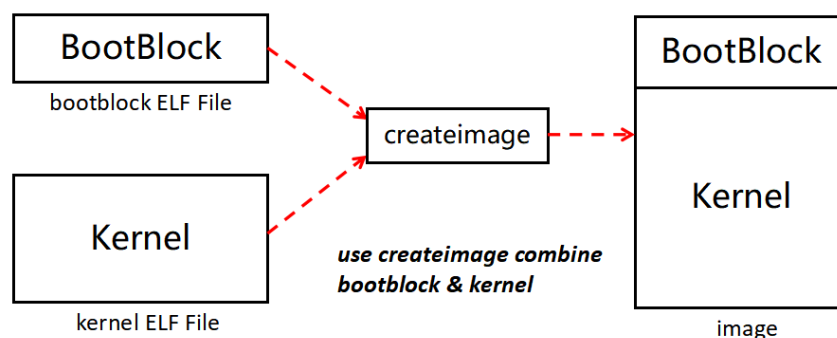 BootBlock
bootblock ELF File
Kernel
kernel ELF File
createimage
use createimage combine
bootblock & kernel
BootBlock
Kernel
image